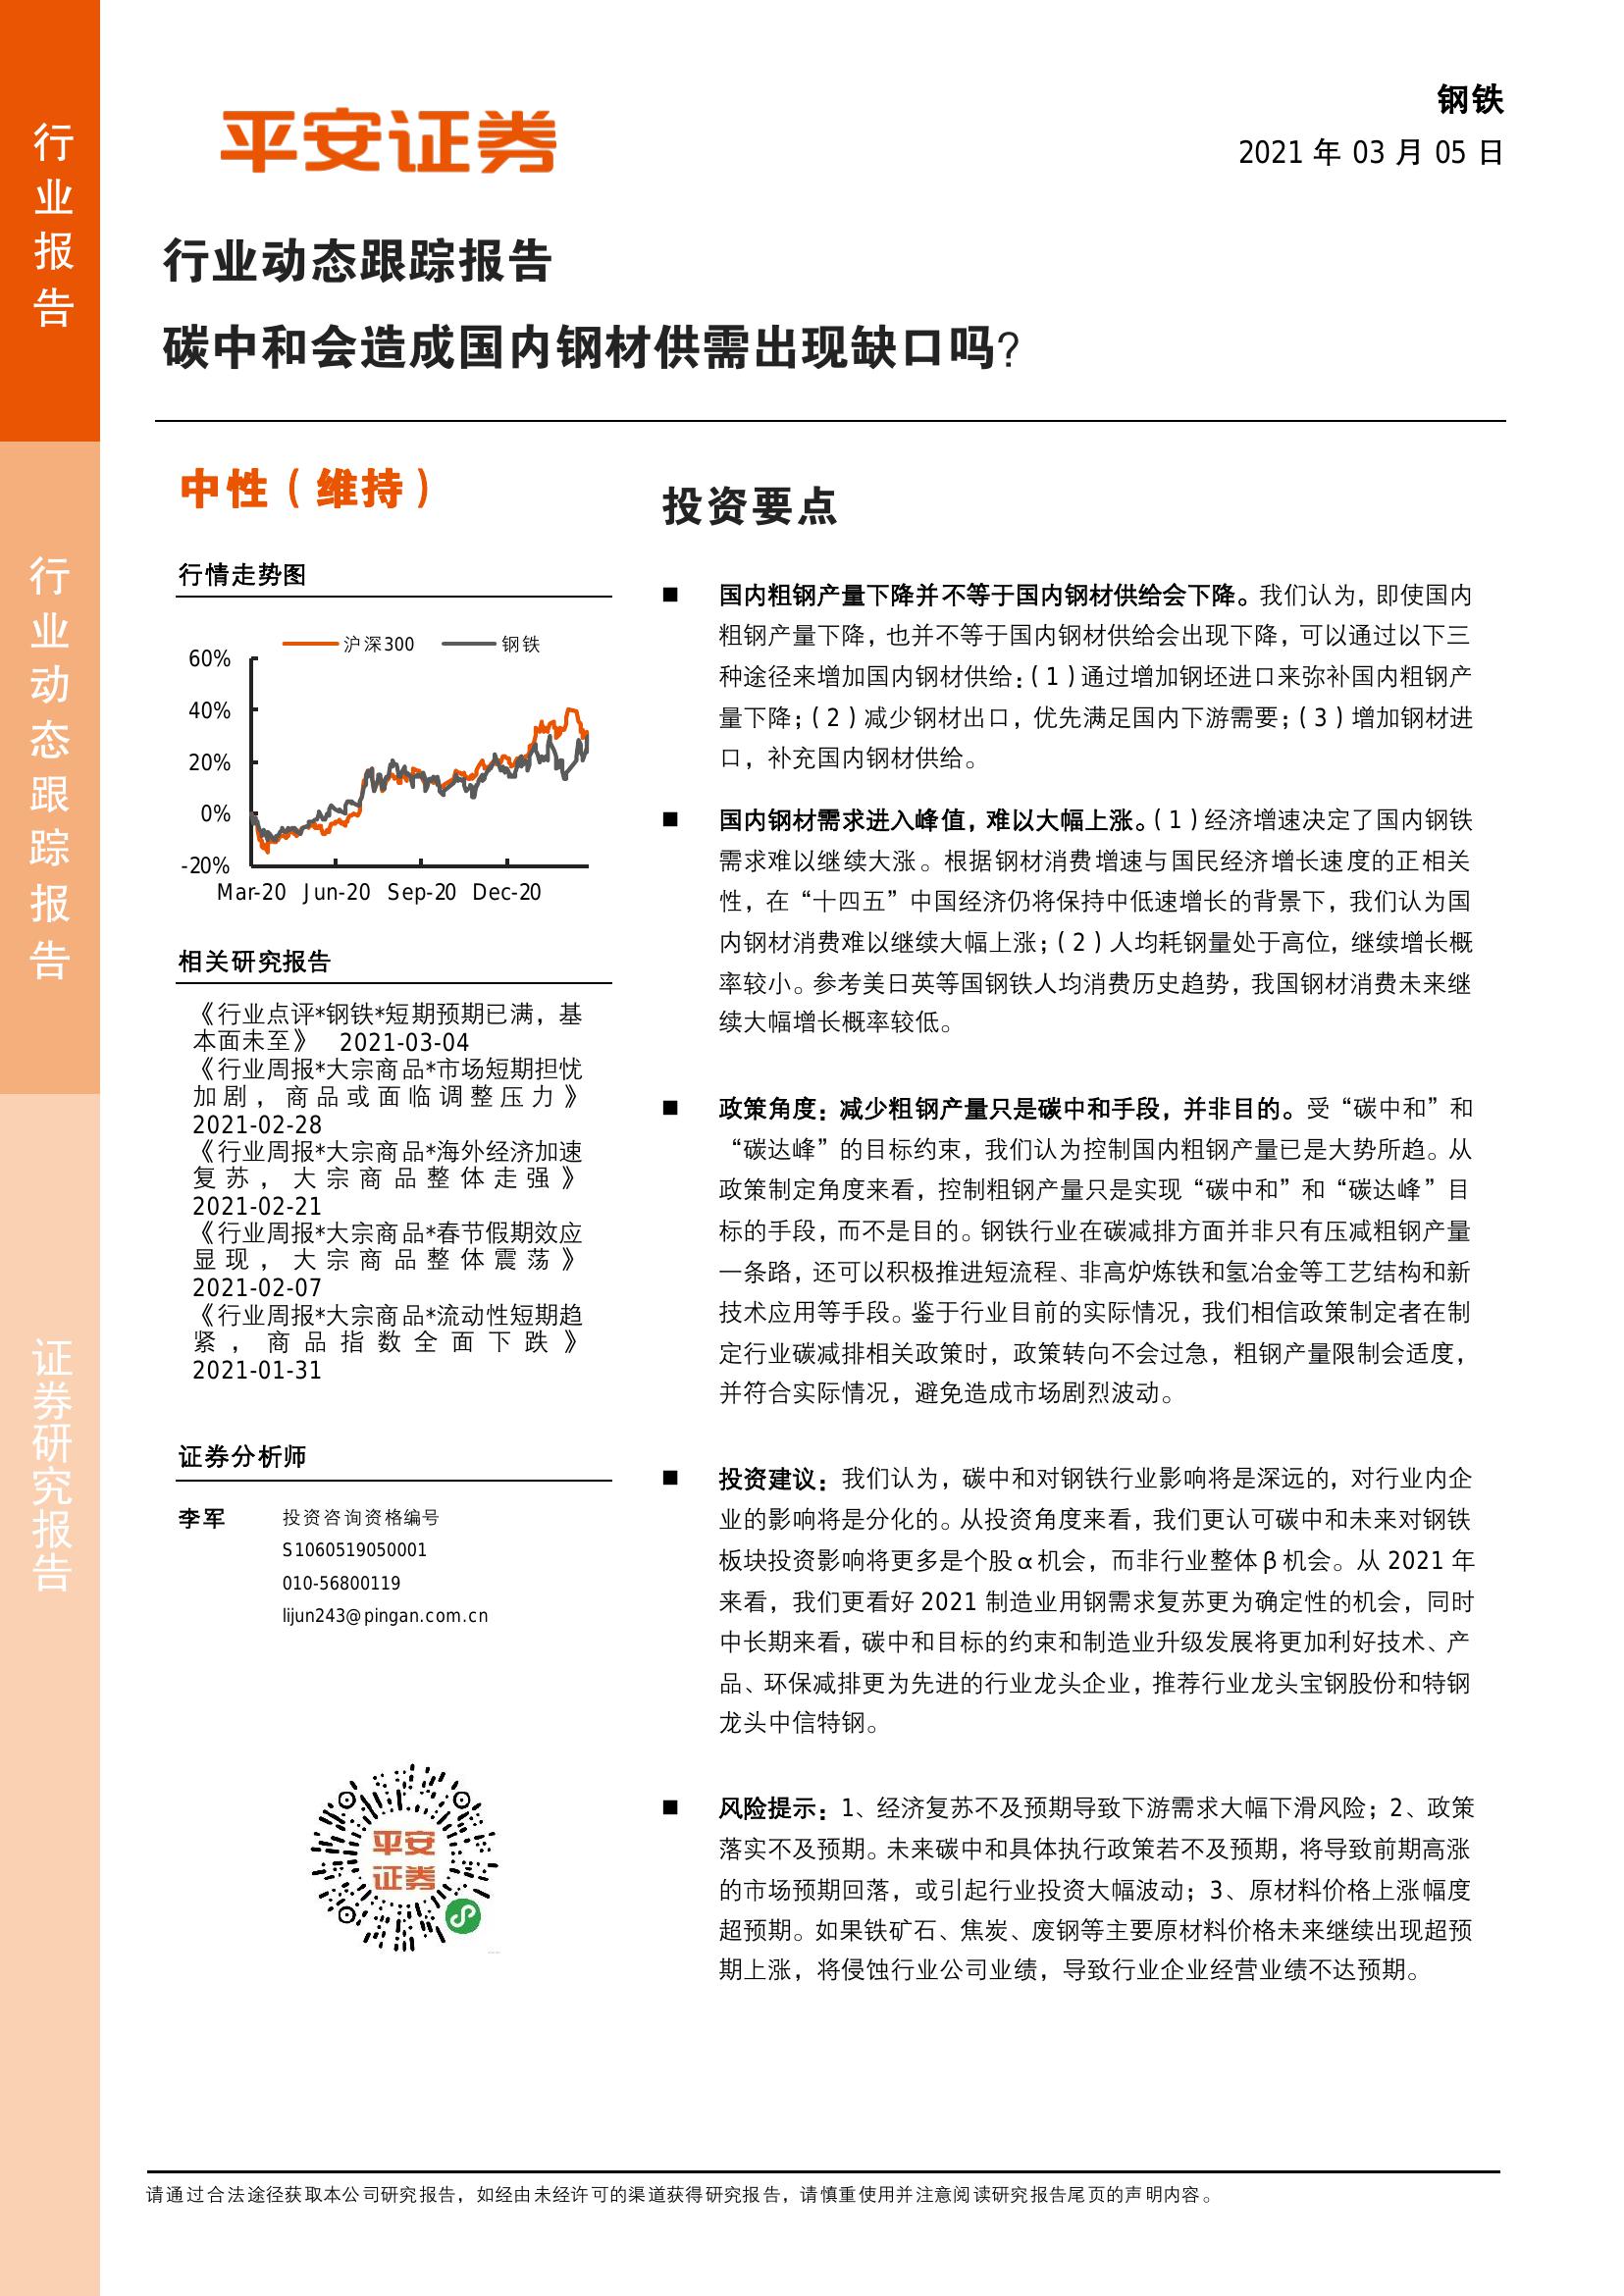 行业报告
行业动态跟踪报告
证券研究报告
平安证券
钢铁
2021 年 03 月 05 日
行业动态跟踪报告
碳中和会造成国内钢材供需出现缺口吗?
中性（维持）
行情走势图
沪深300 钢铁
60%
40%
20%
0%
-20%
Mar-20 Jun-20 Sep-20 Dec-20
相关研究报告
《行业点评*钢铁*短期预期已满，基
本面未至》 2021-03-04
《行业周报*大宗商品*市场短期担忧
加剧，商品或面临调整压力》
2021-02-28
《行业周报*大宗商品*海外经济加速
复苏，大宗商品整体走强》
2021-02-21
《行业周报*大宗商品*春节假期效应
显现，大宗商品整体震荡》
2021-02-07
《行业周报*大宗商品*流动性短期趋
紧，商品指数全面下跌》
2021-01-31
证券分析师
李军 投资咨询资格编号
S1060519050001
010-56800119
lijun243@pingan.com.cn
平安
证券
投资要点
■ 国内粗钢产量下降并不等于国内钢材供给会下降。我们认为，即使国内
粗钢产量下降，也并不等于国内钢材供给会出现下降，可以通过以下三
种途径来增加国内钢材供给：（1）通过增加钢坯进口来弥补国内粗钢产
量下降；（2）减少钢材出口，优先满足国内下游需要；（3）增加钢材进
口，补充国内钢材供给。
■ 国内钢材需求进入峰值，难以大幅上涨。（1）经济增速决定了国内钢铁
需求难以继续大涨。根据钢材消费增速与国民经济增长速度的正相关
性，在“十四五”中国经济仍将保持中低速增长的背景下，我们认为国
内钢材消费难以继续大幅上涨；（2）人均耗钢量处于高位，继续增长概
率较小。参考美日英等国钢铁人均消费历史趋势，我国钢材消费未来继
续大幅增长概率较低。
■ 政策角度：减少粗钢产量只是碳中和手段，并非目的。受“碳中和”和
“碳达峰”的目标约束，我们认为控制国内粗钢产量已是大势所趋。从
政策制定角度来看，控制粗钢产量只是实现“碳中和”和“碳达峰”目
标的手段，而不是目的。钢铁行业在碳减排方面并非只有压减粗钢产量
一条路，还可以积极推进短流程、非高炉炼铁和氢冶金等工艺结构和新
技术应用等手段。鉴于行业目前的实际情况，我们相信政策制定者在制
定行业碳减排相关政策时，政策转向不会过急，粗钢产量限制会适度，
并符合实际情况，避免造成市场剧烈波动。
■ 投资建议：我们认为，碳中和对钢铁行业影响将是深远的，对行业内企
业的影响将是分化的。从投资角度来看，我们更认可碳中和未来对钢铁
板块投资影响将更多是个股α机会，而非行业整体β机会。从 2021 年
来看，我们更看好 2021 制造业用钢需求复苏更为确定性的机会，同时
中长期来看，碳中和目标的约束和制造业升级发展将更加利好技术、产
品、环保减排更为先进的行业龙头企业，推荐行业龙头宝钢股份和特钢
龙头中信特钢。
■ 风险提示：1、经济复苏不及预期导致下游需求大幅下滑风险；2、政策
落实不及预期。未来碳中和具体执行政策若不及预期，将导致前期高涨
的市场预期回落，或引起行业投资大幅波动；3、原材料价格上涨幅度
超预期。如果铁矿石、焦炭、废钢等主要原材料价格未来继续出现超预
期上涨，将侵蚀行业公司业绩，导致行业企业经营业绩不达预期。
请通过合法途径获取本公司研究报告，如经由未经许可的渠道获得研究报告，请慎重使用并注意阅读研究报告尾页的声明内容。